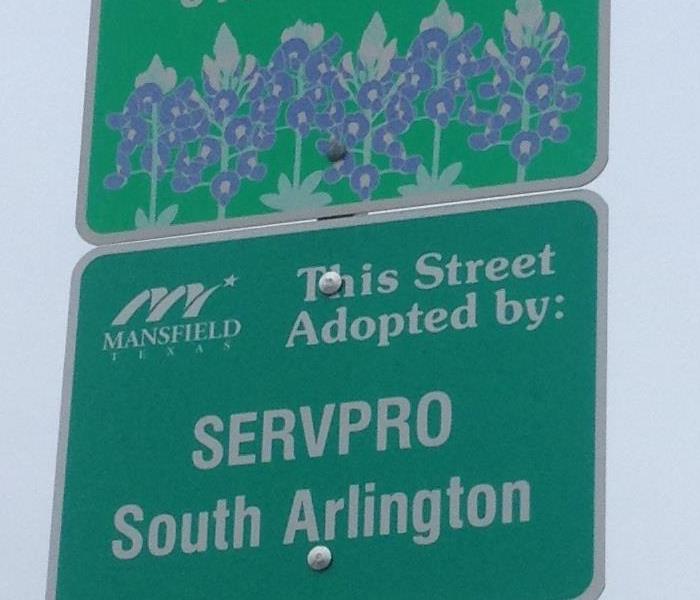 This Street
Adopted by:
MANSFIELD
TEXAS
SERVPRO
South Arlington